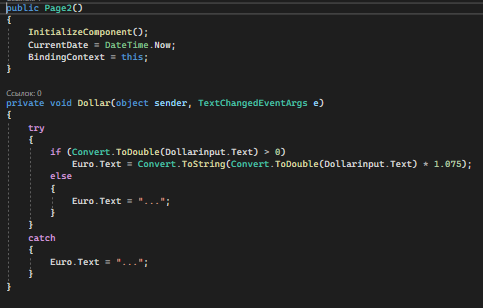 public Page2()
{
InitializeComponent();
CurrentDate = DateTime.Now;
BindingContext = this;
}
Ссылок: 0
private void Dollar(object sender, TextChangedEventArgs e)
{
try
{
if (Convert.ToDouble(Dollarinput.Text) > 0)
Euro.Text = Convert.ToString(Convert.ToDouble(Dollarinput.Text) * 1.075);
else
{
Euro.Text = "...";
}
}
catch
{
Euro.Text = "...";
}
}